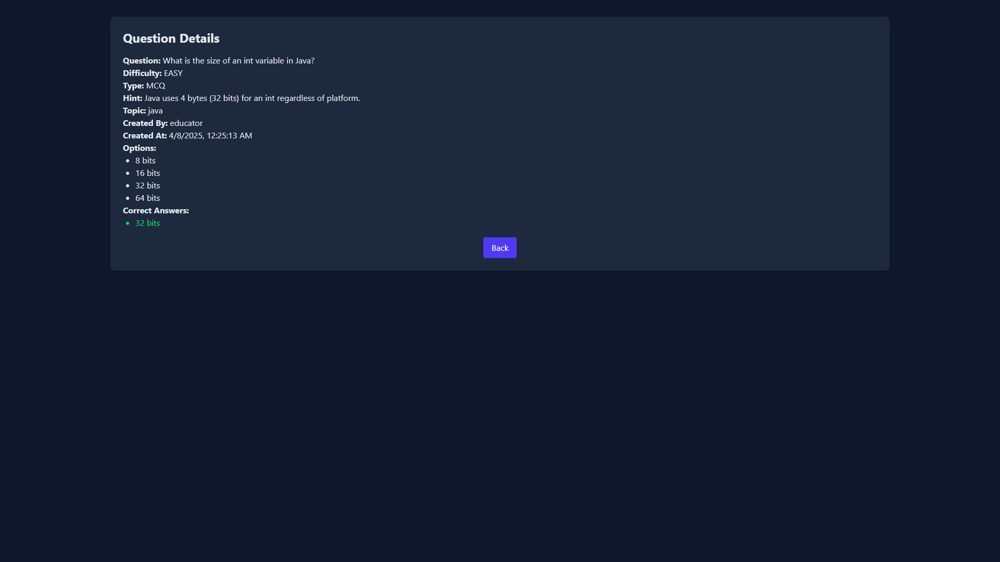 Question Details
Question: What is the size of an int variable in Java?
Difficulty: EASY
Type: MCQ
Hint: Java uses 4 bytes (32 bits) for an int regardless of platform.
Topic: java
Created By: educator
Created At: 4/8/2025, 12:25:13 AM
Options:
• 8 bits
• 16 bits
• 32 bits
• 64 bits
Correct Answers:
• 32 bits
Back